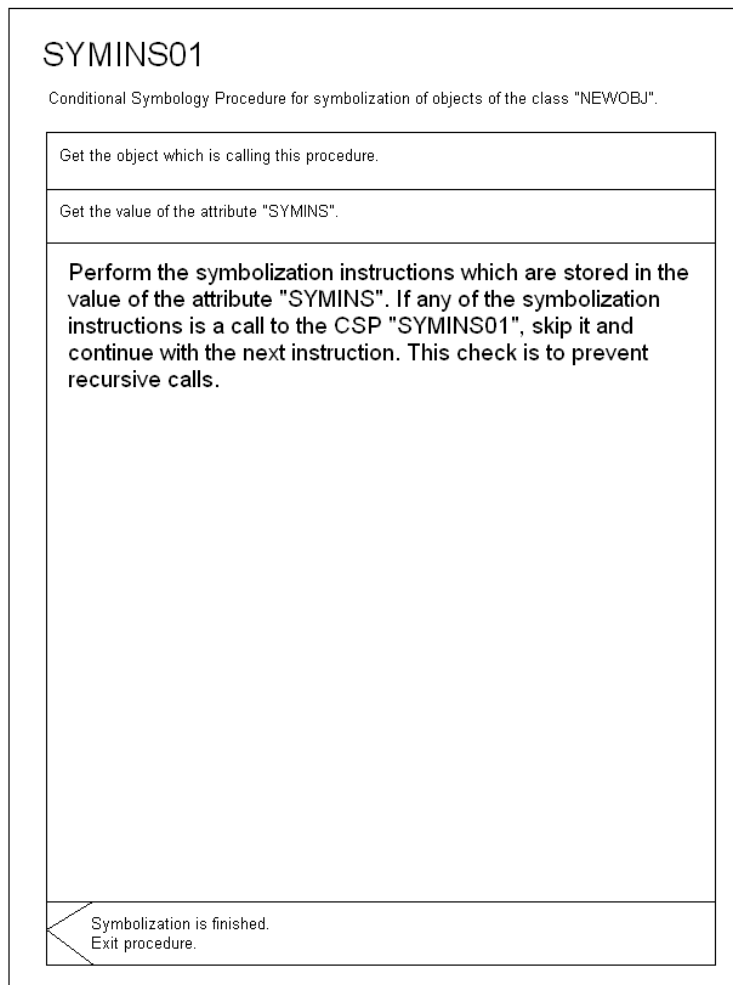 SYMINS01
Conditional Symbology Procedure for symbolization of objects of the class "NEWOBJ".
Get the object which is calling this procedure.
Get the value of the attribute "SYMINS".
Perform the symbolization instructions which are stored in the
value of the attribute "SYMINS". If any of the symbolization
instructions is a call to the CSP "SYMINS01", skip it and
continue with the next instruction. This check is to prevent
recursive calls.
Symbolization is finished.
Exit procedure.